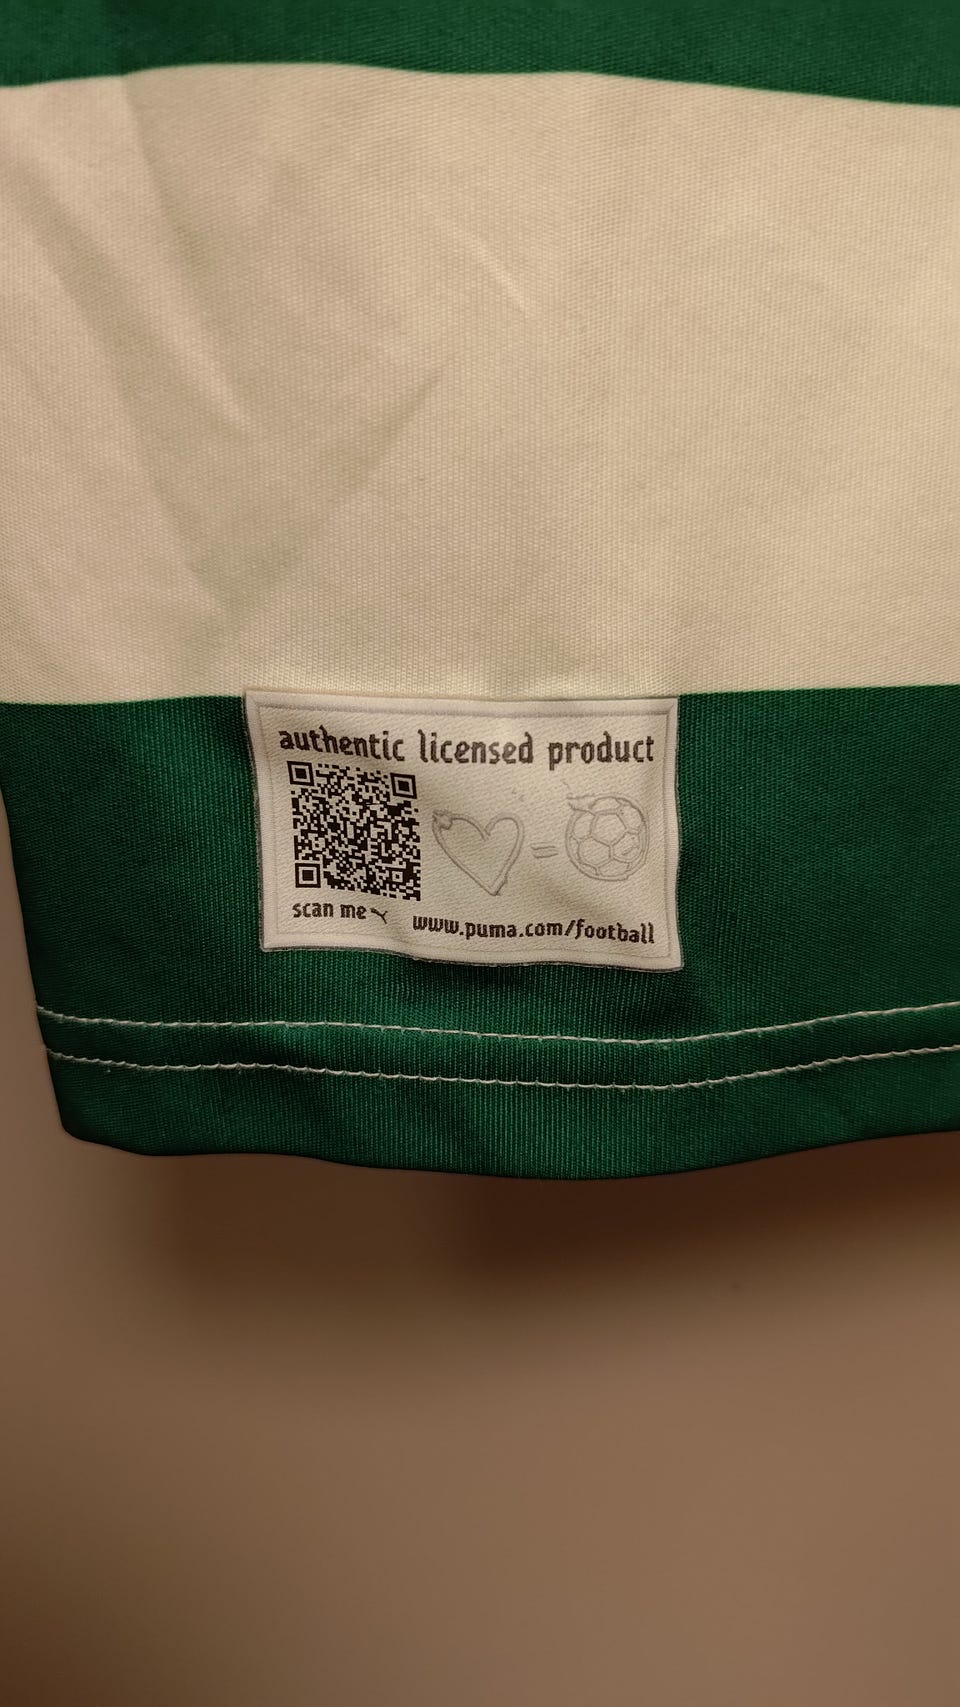 authentic licensed product
scan me
www.puma.com/football